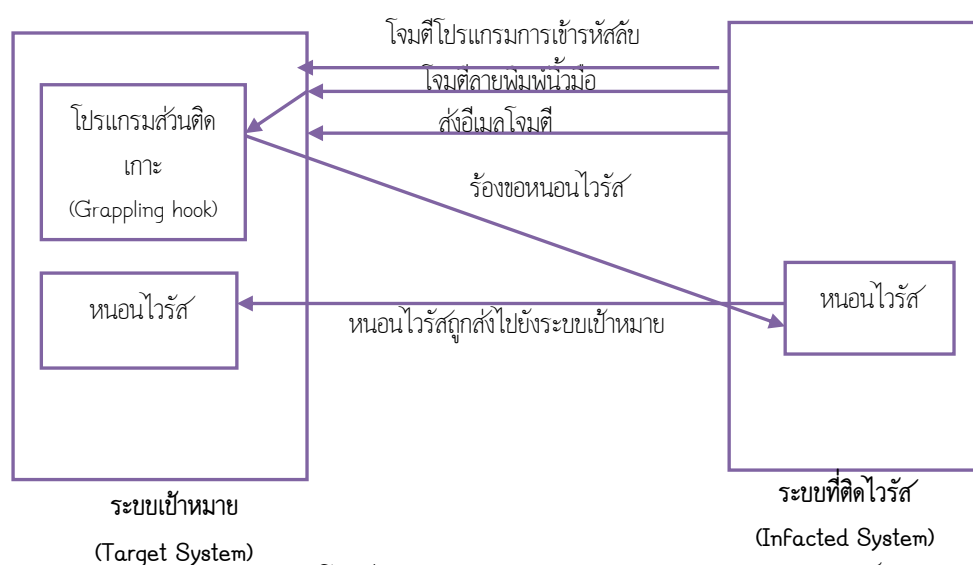 โจมตีโปรแกรมการเข้ารหัสลับ
โจมตีลายพิมพ์นิ้วมือ
ส่งอีเมลโจมตี
โปรแกรมส่วนติด
เกาะ
(Grappling hook)
ร้องขอหนอนไวรัส
หนอนไวรัส
หนอนไวรัส
หนอนไวรัสถูกส่งไปยังระบบเป้าหมาย
ระบบเป้าหมาย
(Target System)
ระบบที่ติดไวรัส
(Infacted System)